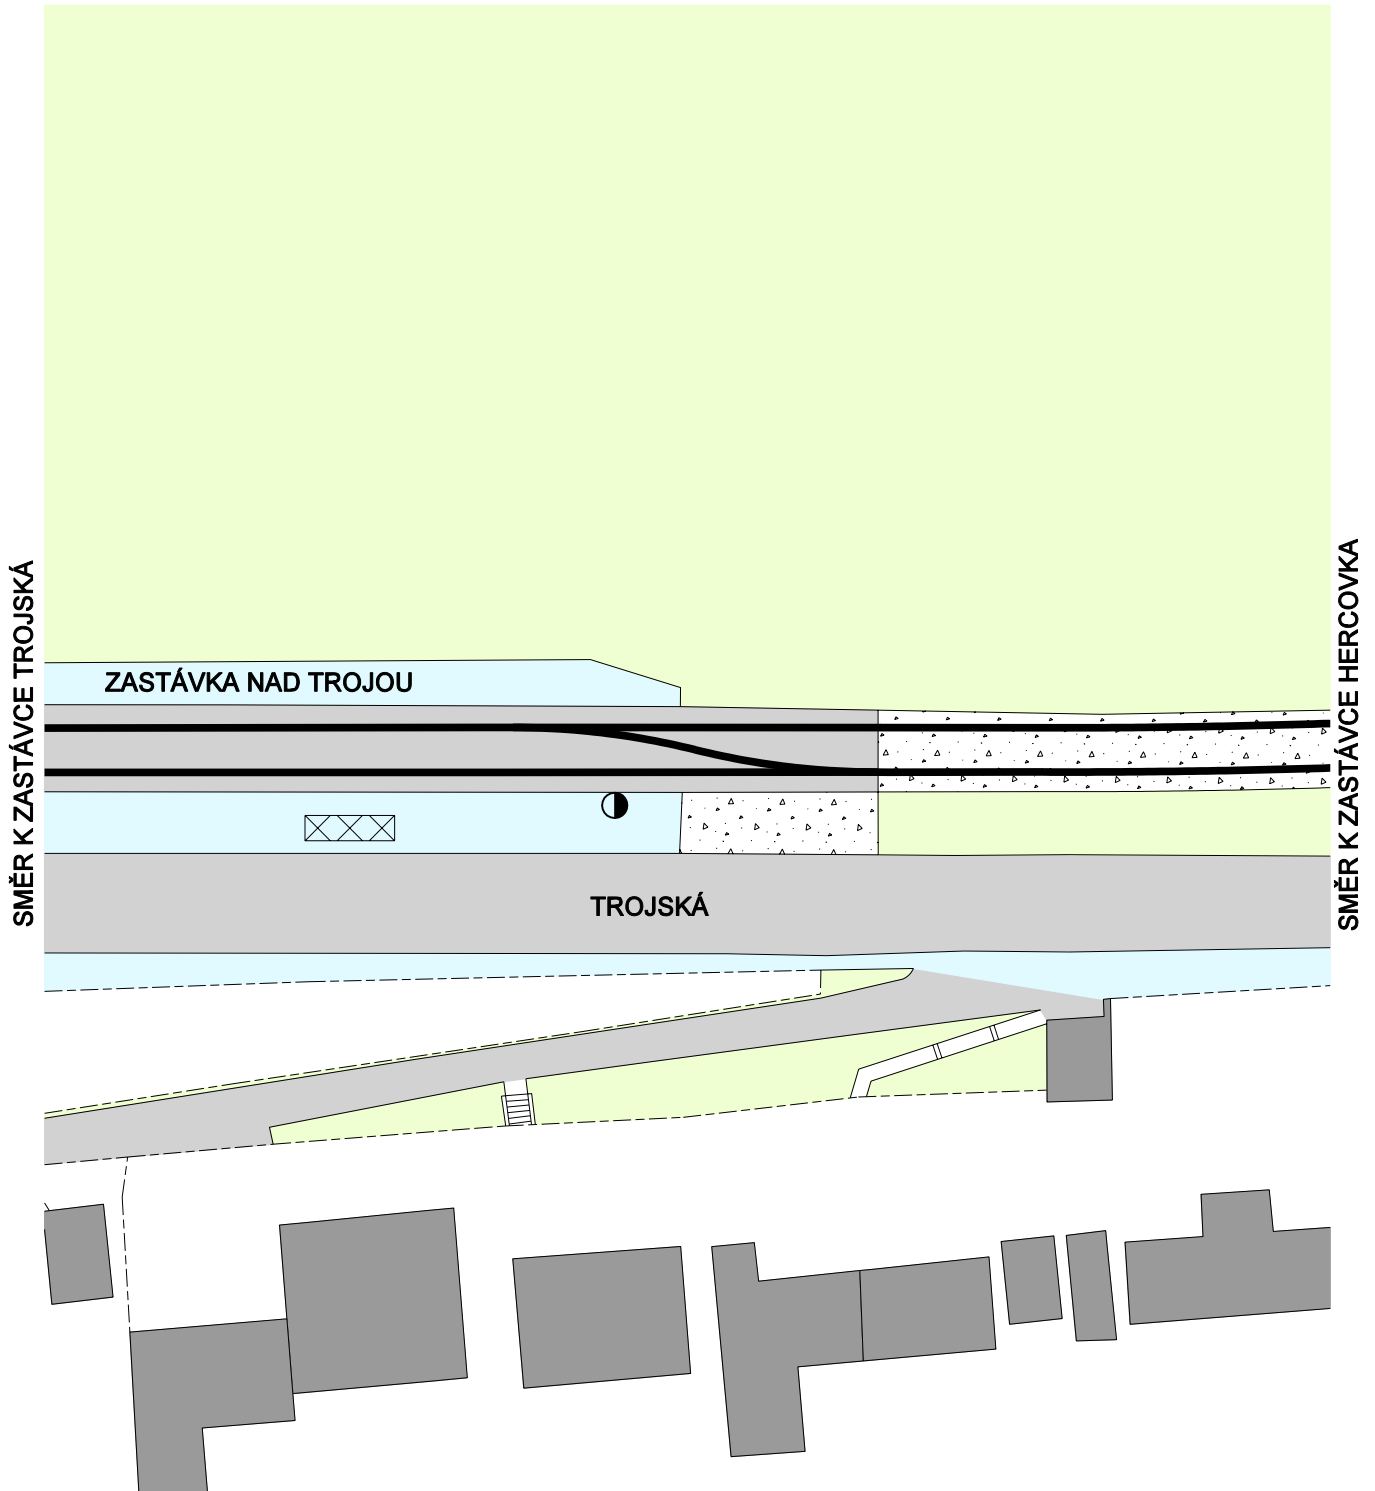 SMĚR K ZASTÁVCE TROJSKÁ
ZASTÁVKA NAD TROJOU
TROJSKÁ
SMĚR K ZASTÁVCE HERCOVKA